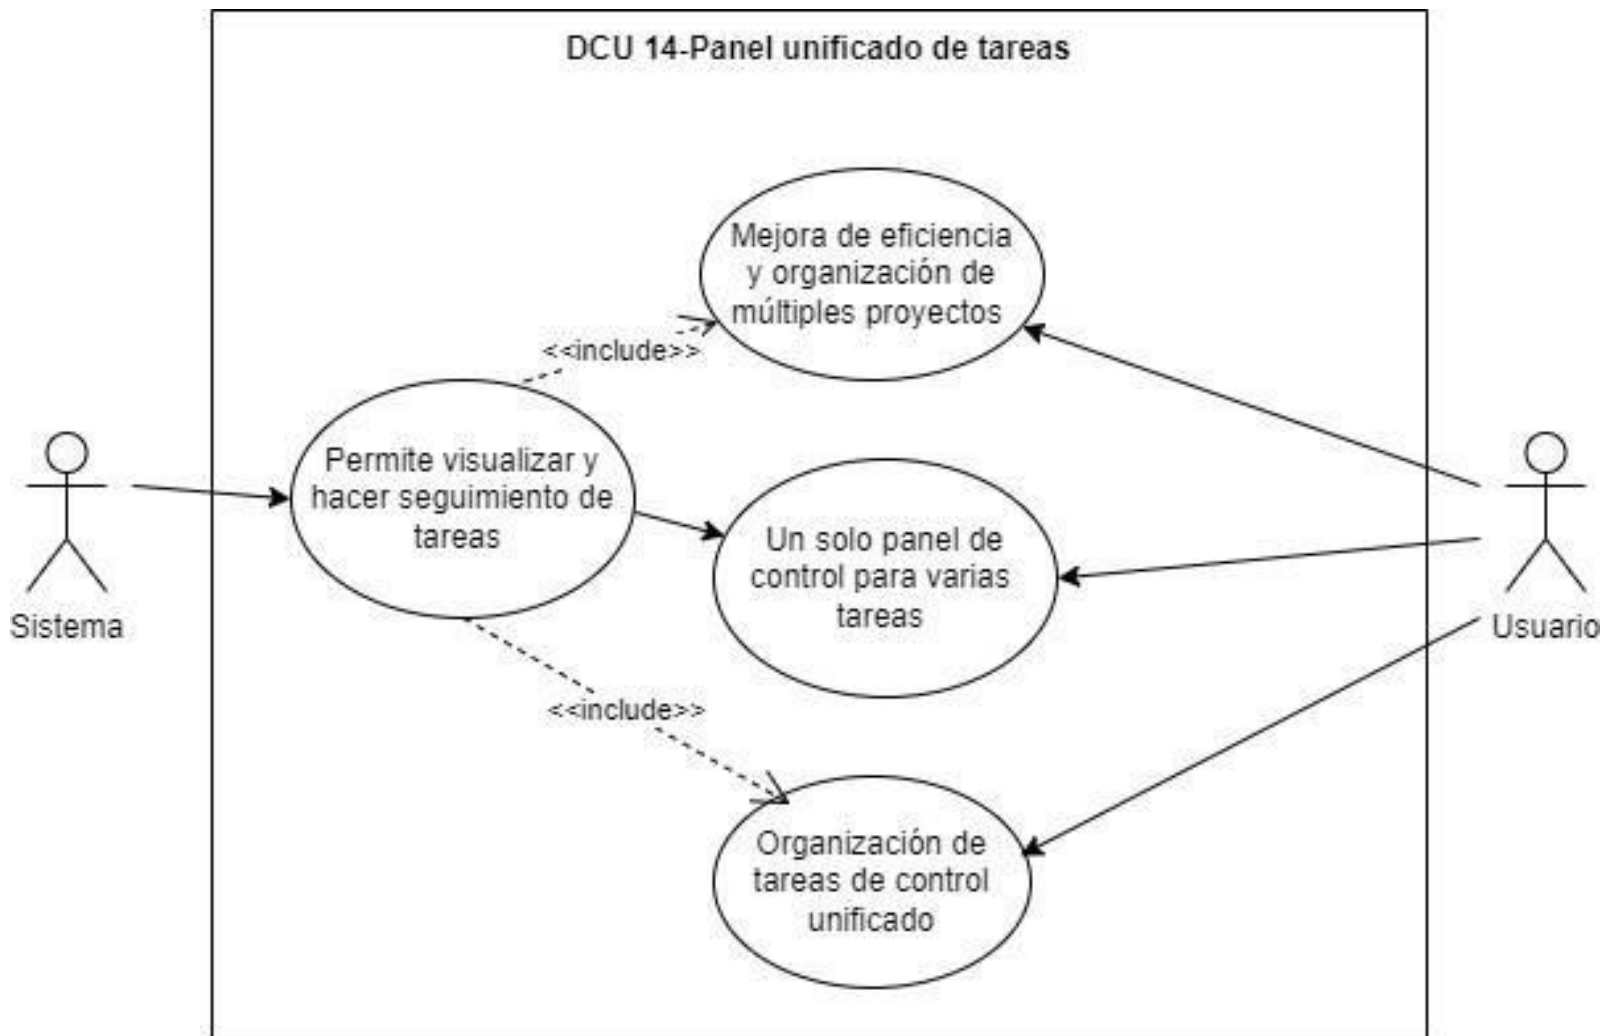 DCU 14-Panel unificado de tareas
Mejora de eficiencia
y organización de
múltiples proyectos
<<include>>
Permite visualizar y
hacer seguimiento de
tareas
Un solo panel de
control para varias
tareas
Sistema
Usuario
<<include>>
Organización de
tareas de control
unificado